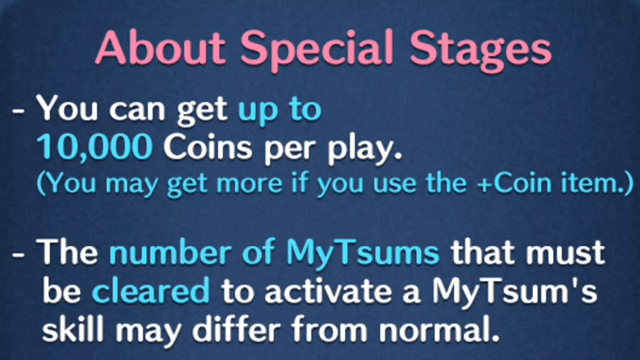 About Special Stages
- You can get up to
10,000 Coins per play.
(You may get more if you use the +Coin item.)
- The number of MyTsums that must
be cleared to activate a MyTsum's
skill may differ from normal.